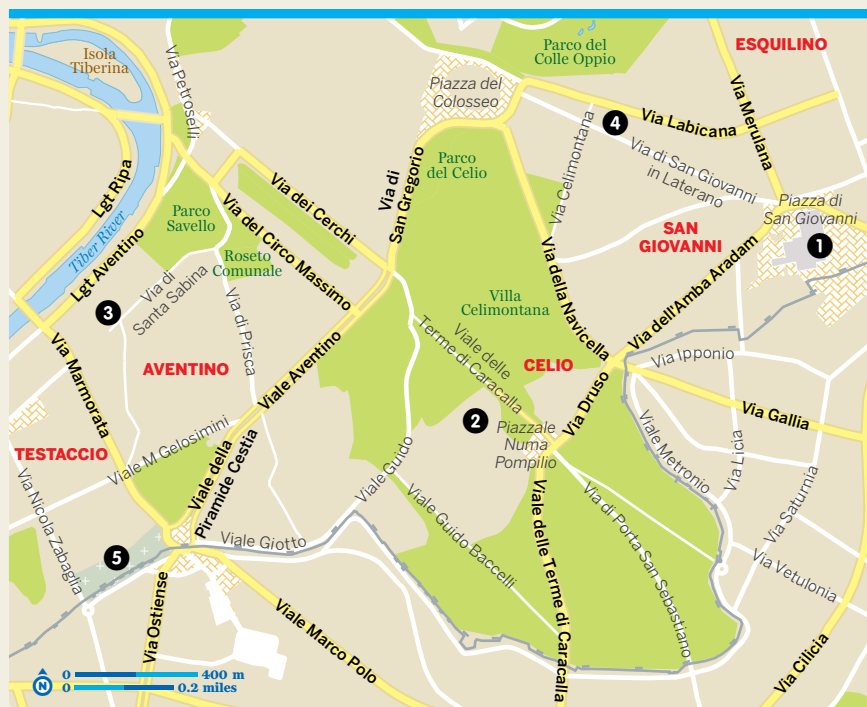 Isola
Tiberina
Via Petroselli
Parco del
Colle Oppio
ESQUILINO
Piazza del
Colosseo
4
Via Labicana
Via Merulana
Via Celimontana
Via di San Giovanni
in Laterano
Lgt Ripa
Tiber River
Lgt Aventino
Parco
Savello
Via dei Cerchi
Via del Circo Massimo
Roseto
Comunale
Via di
San Gregorio
Parco
del Celio
SAN
GIOVANNI
Piazza di
San Giovanni
1
Via di
Santa Sabina
3
Via di Prisca
Villa
Celimontana
Via della Navicella
Via dell'Amba Aradam
Via Marmorata
AVENTINO
Viale Aventino
Viale delle
Terme di Caracalla
CELIO
Via Ipponio
Via Druso
2
Piazzale
Numa
Pompilio
Via Gallia
TESTACCIO
Viale M Gelosimini
Viale della
Piramide Cestia
Viale Guido
Viale Metronio
Via Licia
Via Saturnia
Via Nicola Zabaglia
5
Viale Giotto
Viale Guido Baccelli
Viale delle Terme di Caracalla
Via di Porta San Sebastiano
Via Vetulonia
Via Ostiense
Viale Marco Polo
Via Cilicia
N
0 400 m
0 0.2 miles